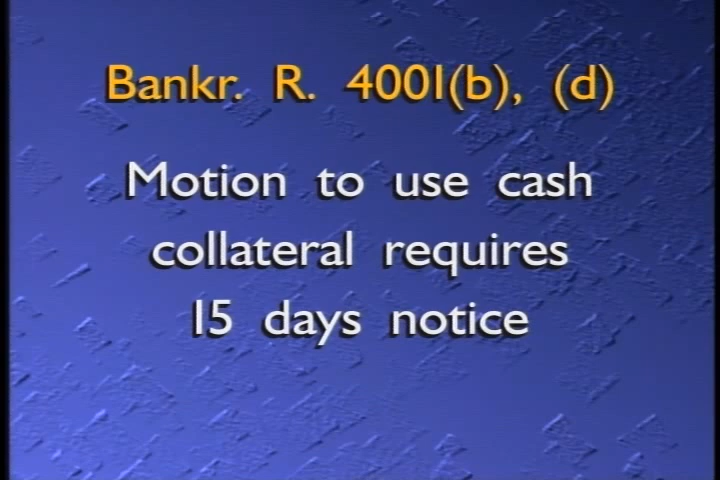 Bankr. R. 4001(b), (d)
Motion to use cash
collateral requires
15 days notice